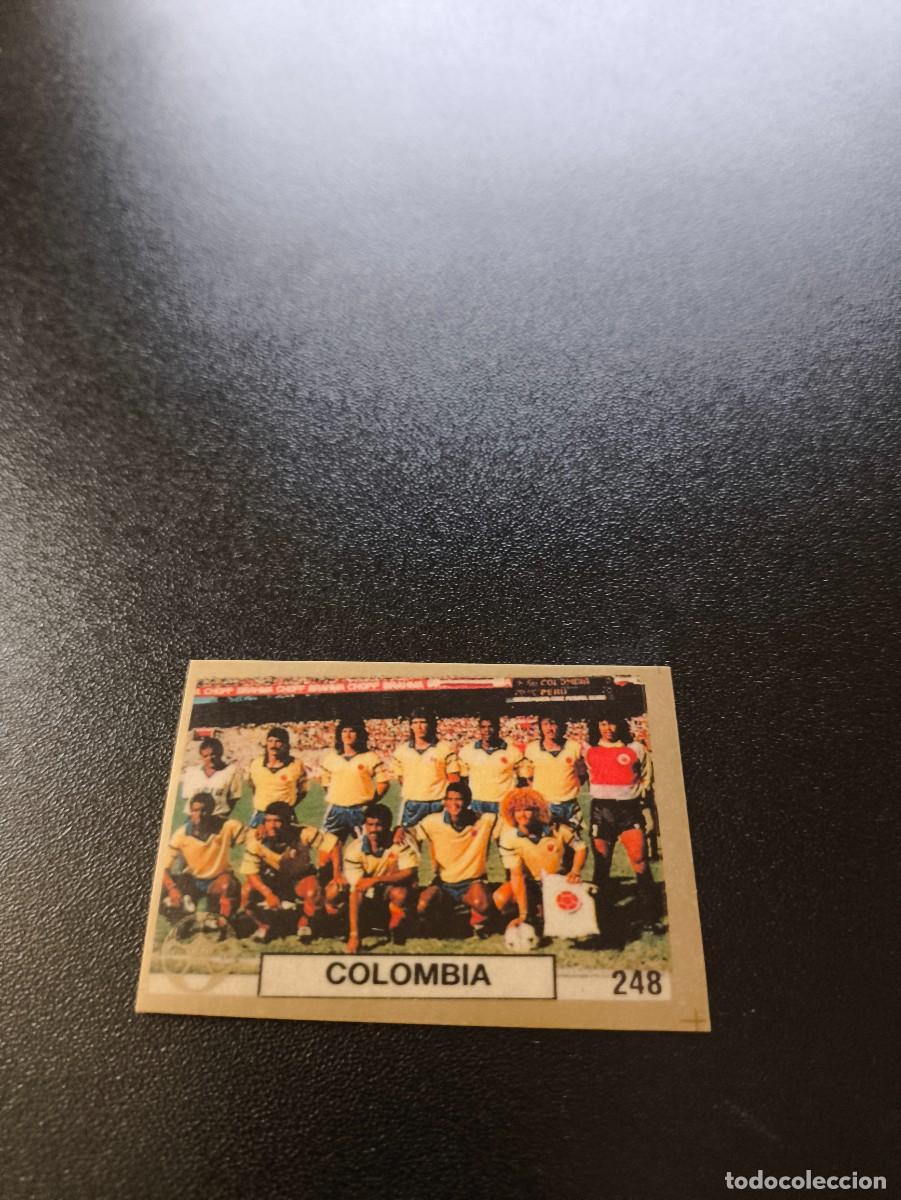 CHOPP BRAHMA CHOPP BRAHMA CHOPP BRAHMA
COLOMBIA
PERU
COLOMBIA
248
todocoleccion